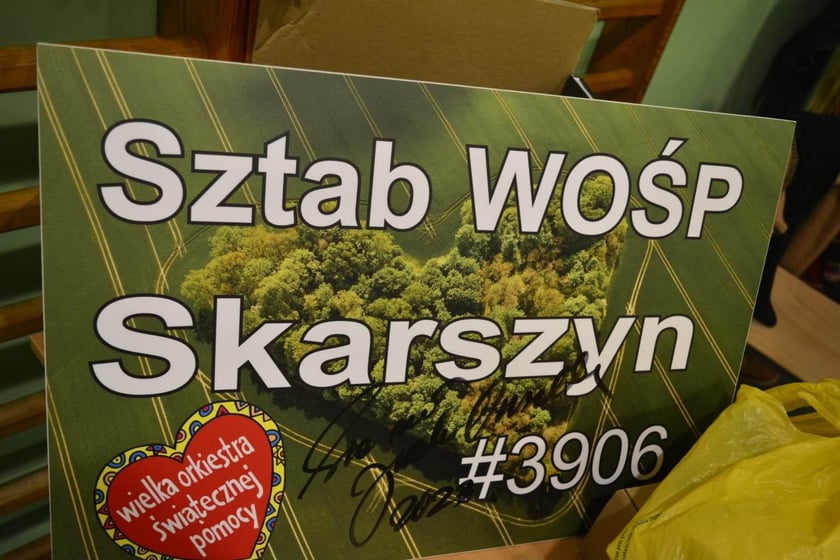 Sztab WOŚP
Skarszyn
#3906
wielka orkiestra
świątecznej
pomocy